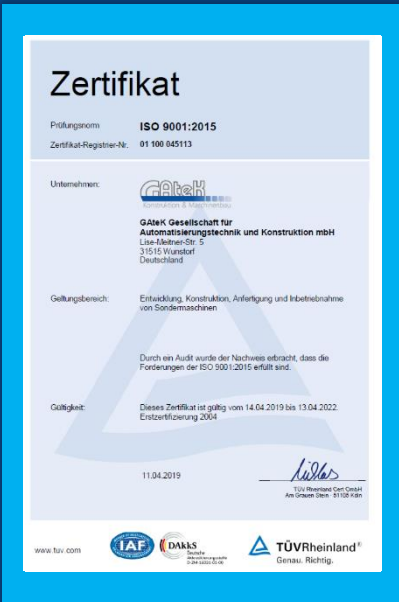 Zertifikat
Prüfungsnorm ISO 9001:2015
Zertifikat-Registrier-Nr. 01 100 045113
Unternehmen:
GAteK
Konstruktion & Maschinenbau
GAteK Gesellschaft für
Automatisierungstechnik und Konstruktion mbH
Lise-Meitner-Str. 5
31515 Wunstorf
Deutschland
Geltungsbereich: Entwicklung, Konstruktion, Anfertigung und Inbetriebnahme
von Sondermaschinen
Durch ein Audit wurde der Nachweis erbracht, dass die
Forderungen der ISO 9001:2015 erfüllt sind.
Gültigkeit: Dieses Zertifikat ist gültig vom 14.04.2019 bis 13.04.2022.
Erstzertifizierung 2004
11.04.2019
TÜV Rheinland Cert GmbH
Am Grauen Stein · 51105 Köln
www.tuv.com
IAF
DAkkS
Deutsche
Akkreditierungsstelle
TÜVRheinland®
Genau. Richtig.